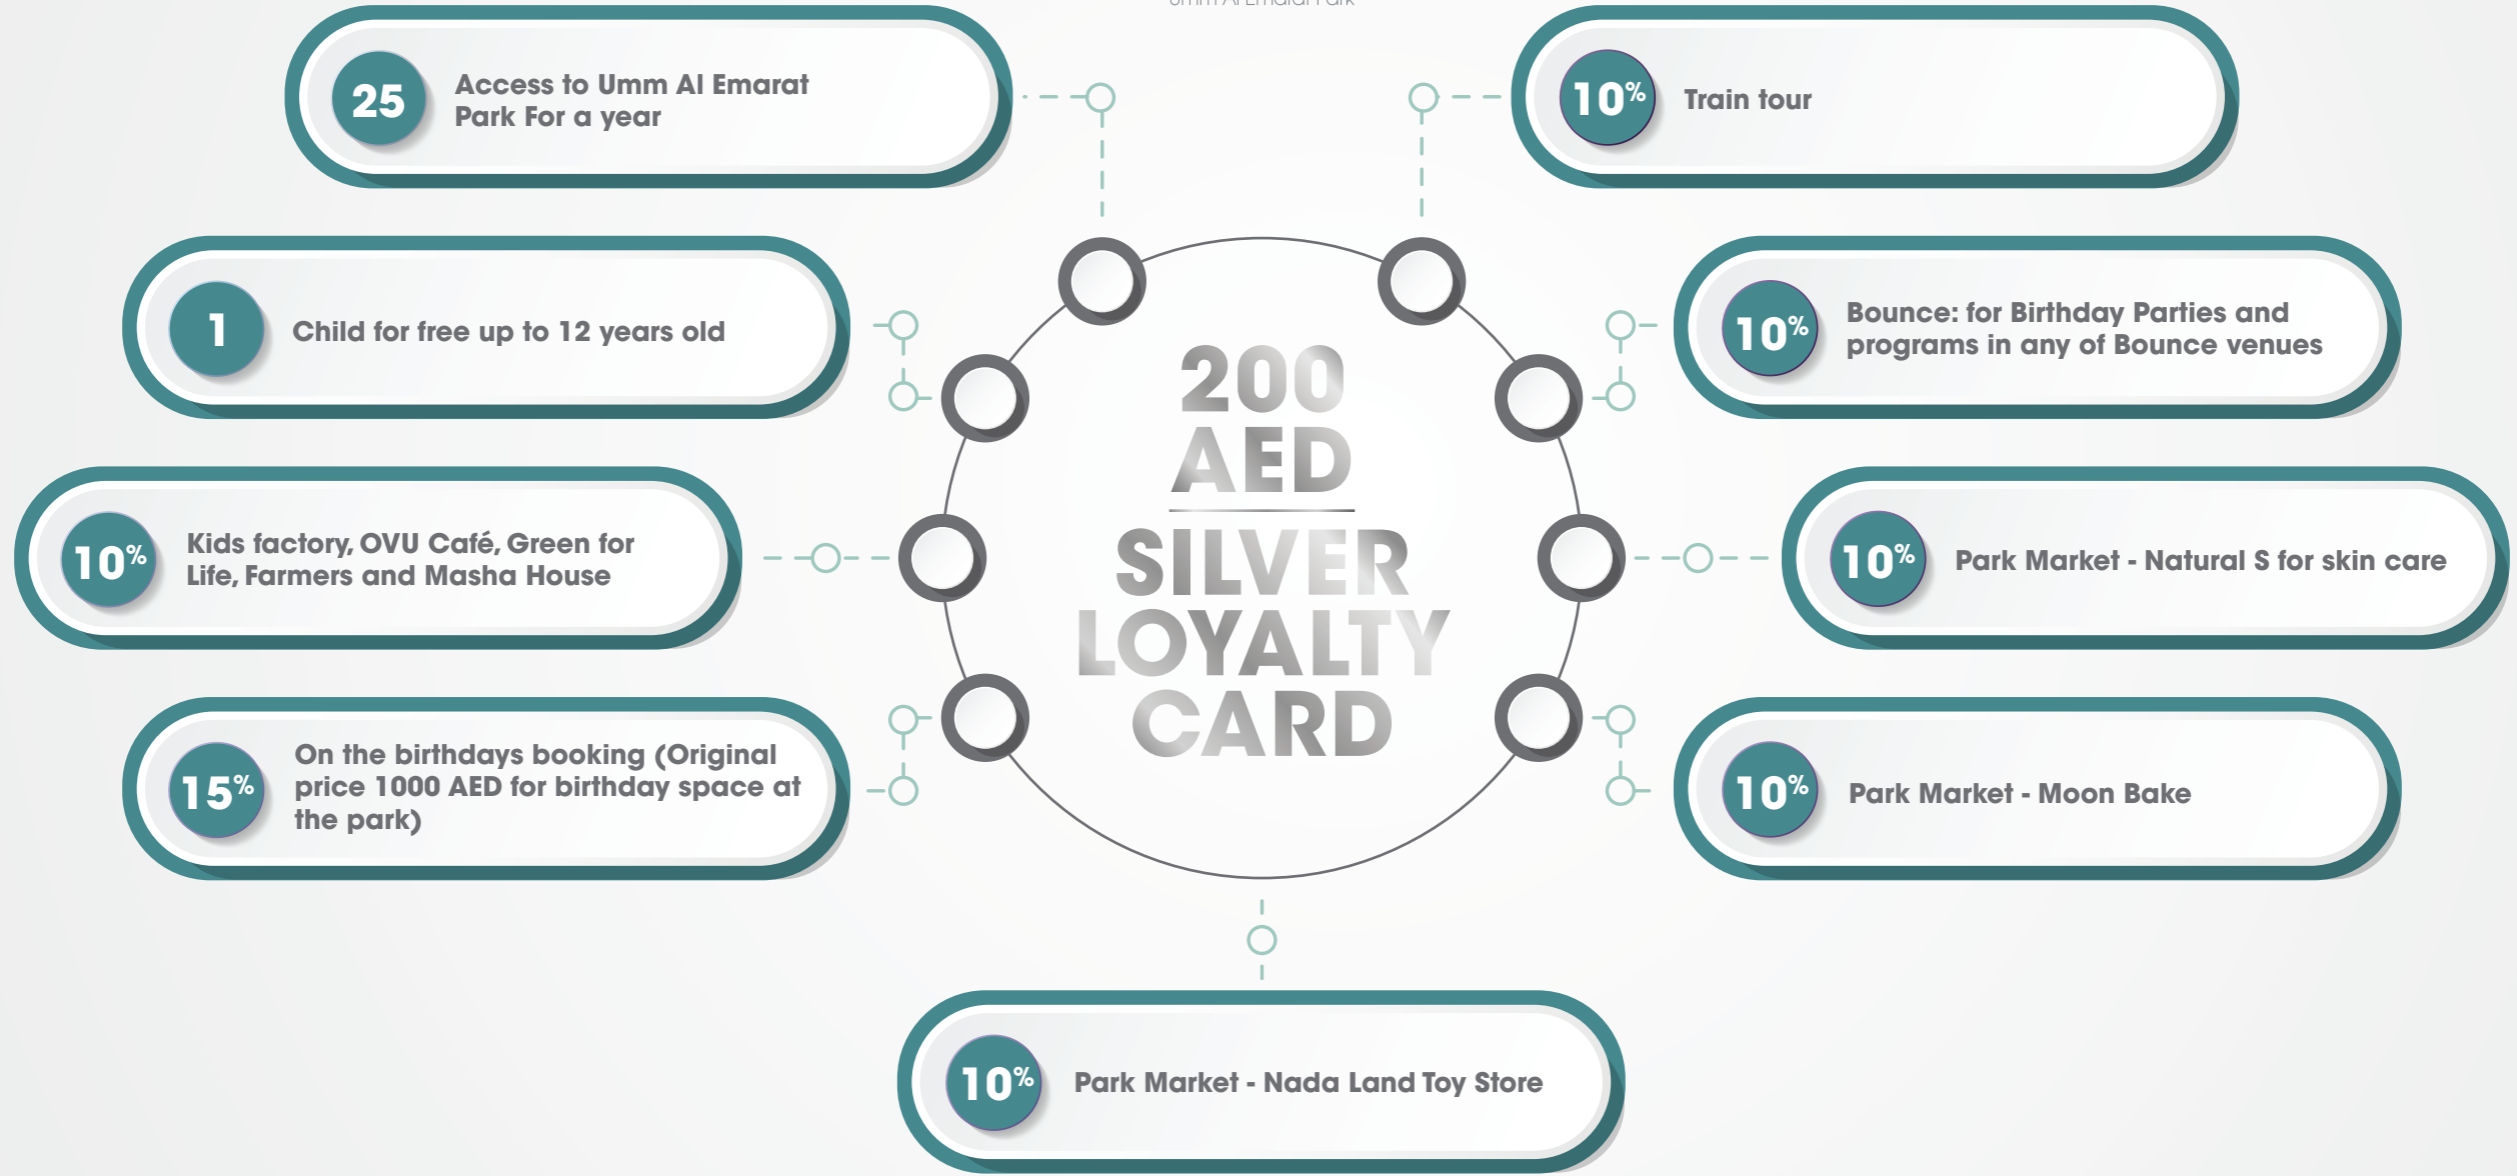 Umm Al Emarat Park
25
Access to Umm Al Emarat
Park For a year
1
Child for free up to 12 years old
10%
Kids factory, OVU Café, Green for
Life, Farmers and Masha House
15%
On the birthdays booking (Original
price 1000 AED for birthday space at
the park)
200
AED
SILVER
LOYALTY
CARD
10%
Train tour
10%
Bounce: for Birthday Parties and
programs in any of Bounce venues
10%
Park Market - Natural S for skin care
10%
Park Market - Moon Bake
10%
Park Market - Nada Land Toy Store